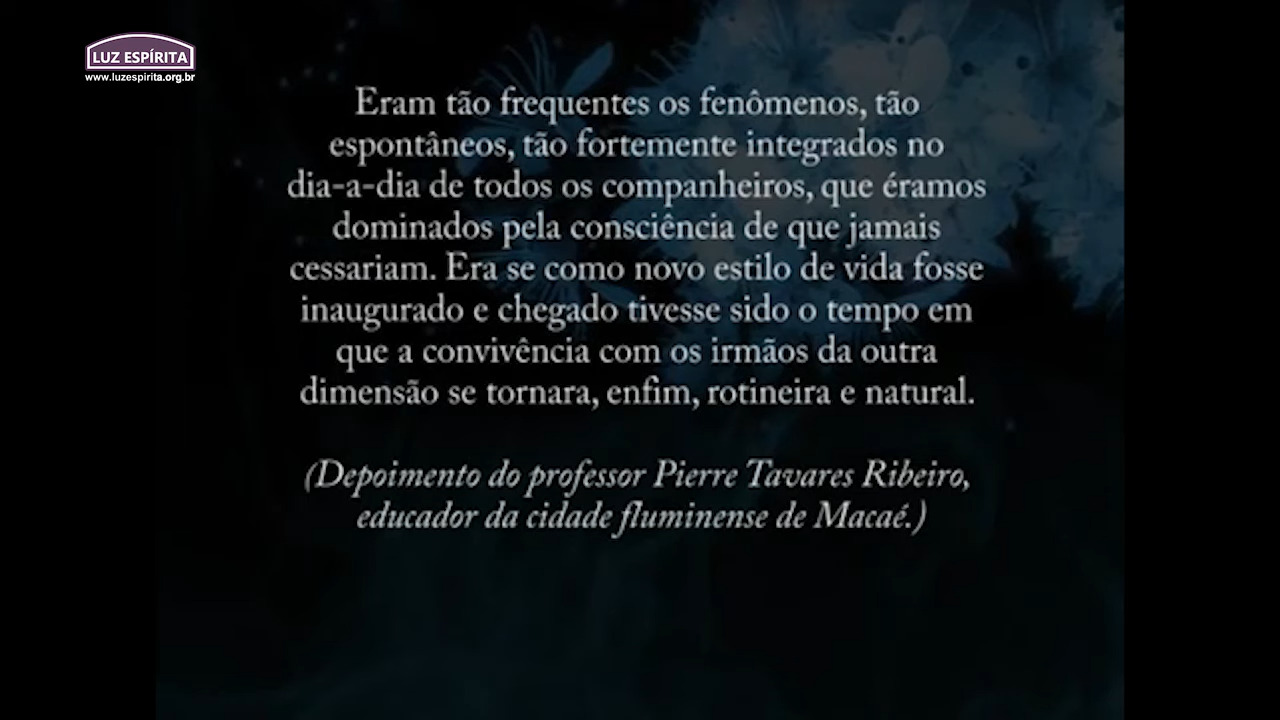 LUZ ESPÍRITA
www.luzespirita.org.br
Eram tão frequentes os fenômenos, tão
espontâneos, tão fortemente integrados no
dia-a-dia de todos os companheiros, que éramos
dominados pela consciência de que jamais
cessariam. Era se como novo estilo de vida fosse
inaugurado e chegado tivesse sido o tempo em
que a convivência com os irmãos da outra
dimensão se tornara, enfim, rotineira e natural.
(Depoimento do professor Pierre Tavares Ribeiro,
educador da cidade fluminense de Macaé.)